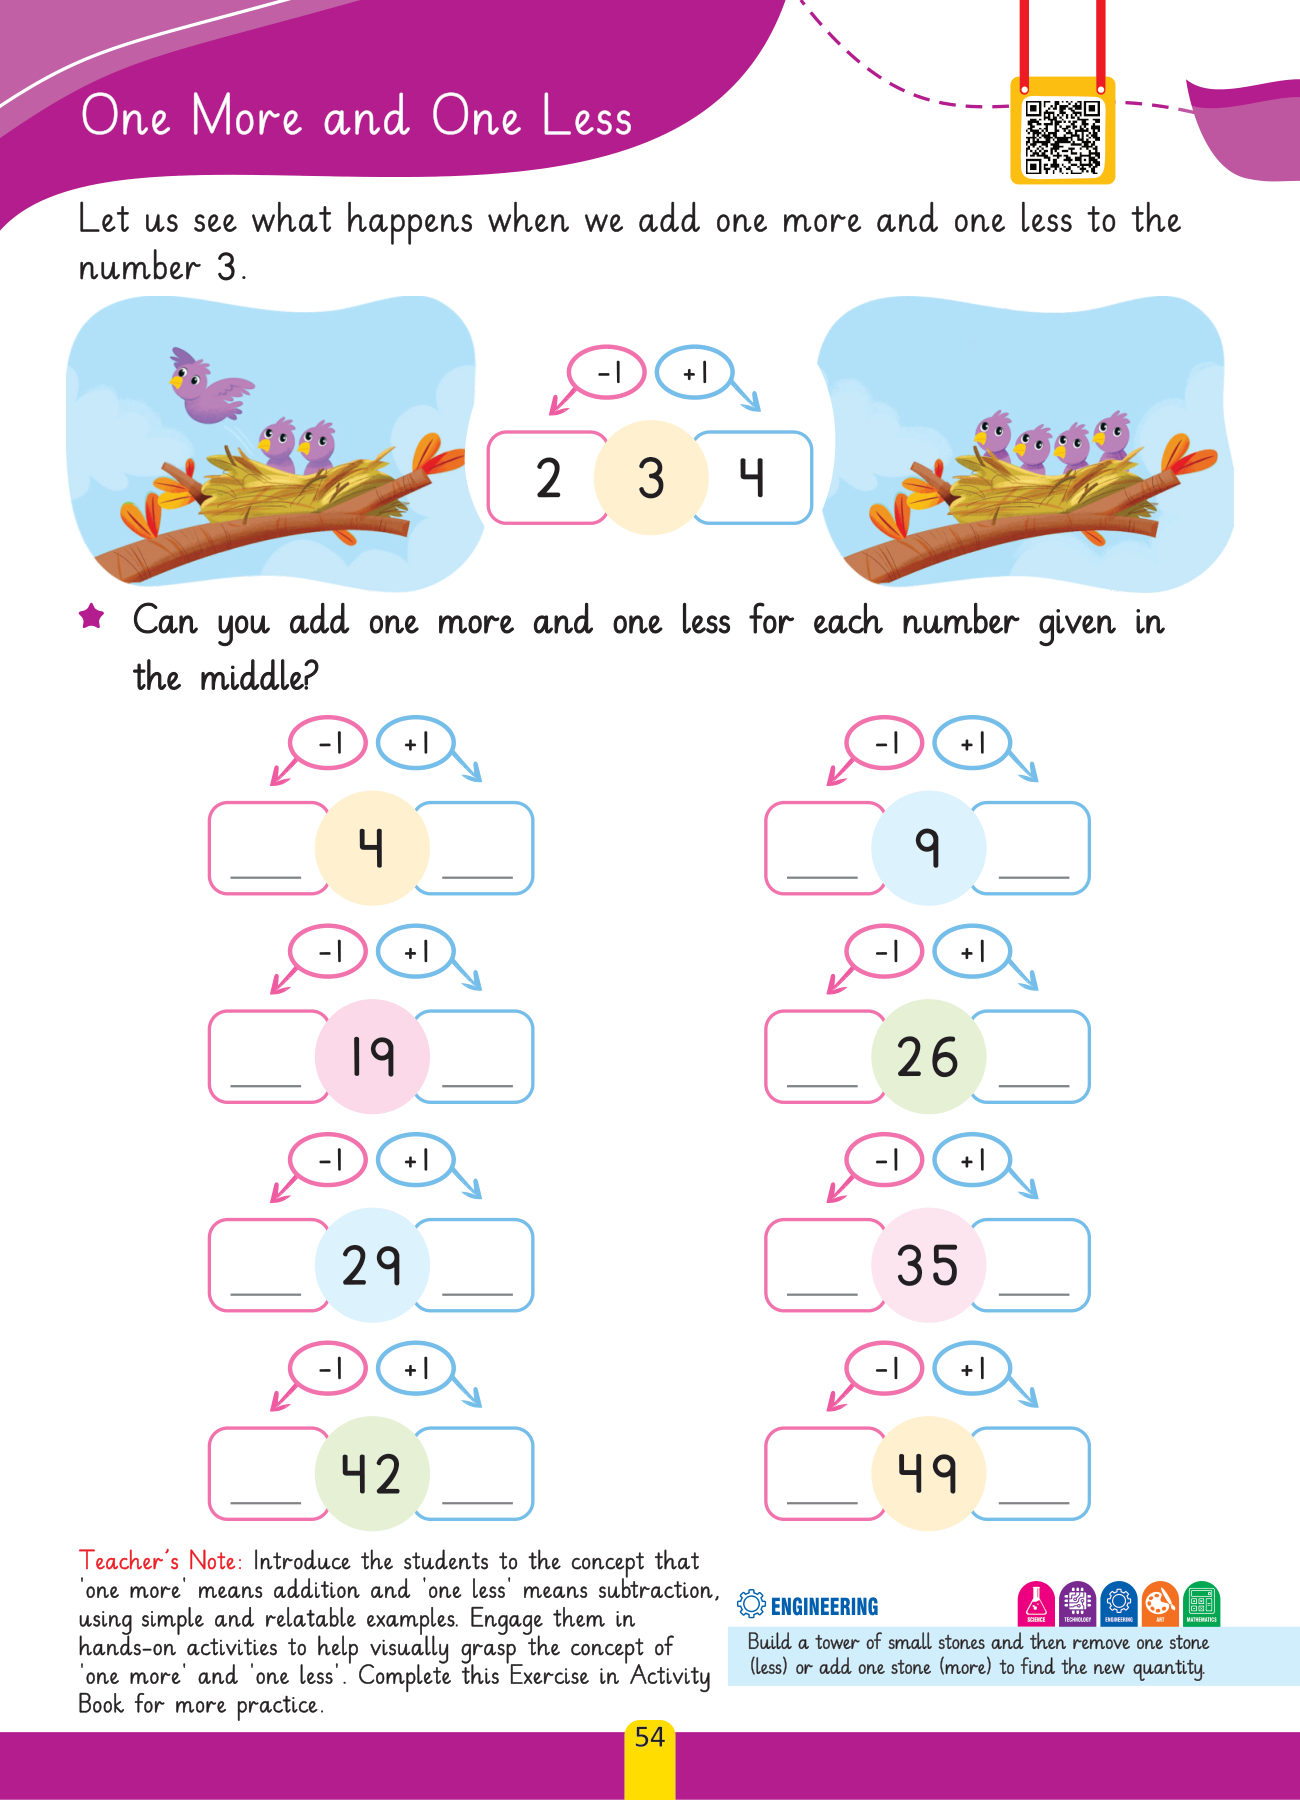 One More and One Less
Let us see what happens when we add one more and one less to the
number 3.
-1 +1
2 3 4
Can you add one more and one less for each number given in
the middle?
-1 +1 -1 +1
4 9
-1 +1 -1 +1
19 26
-1 +1 -1 +1
29 35
-1 +1 -1 +1
42 49
Teacher's Note: Introduce the students to the concept that
'one more' means addition and 'one less' means subtraction,
using simple and relatable examples. Engage them in
hands-on activities to help visually grasp the concept of
'one more' and 'one less'. Complete this Exercise in Activity
Book for more practice.
ENGINEERING
SCIENCE TECHNOLOGY ENGINEERING ART MATHEMATICS
Build a tower of small stones and then remove one stone
(less) or add one stone (more) to find the new quantity.
54